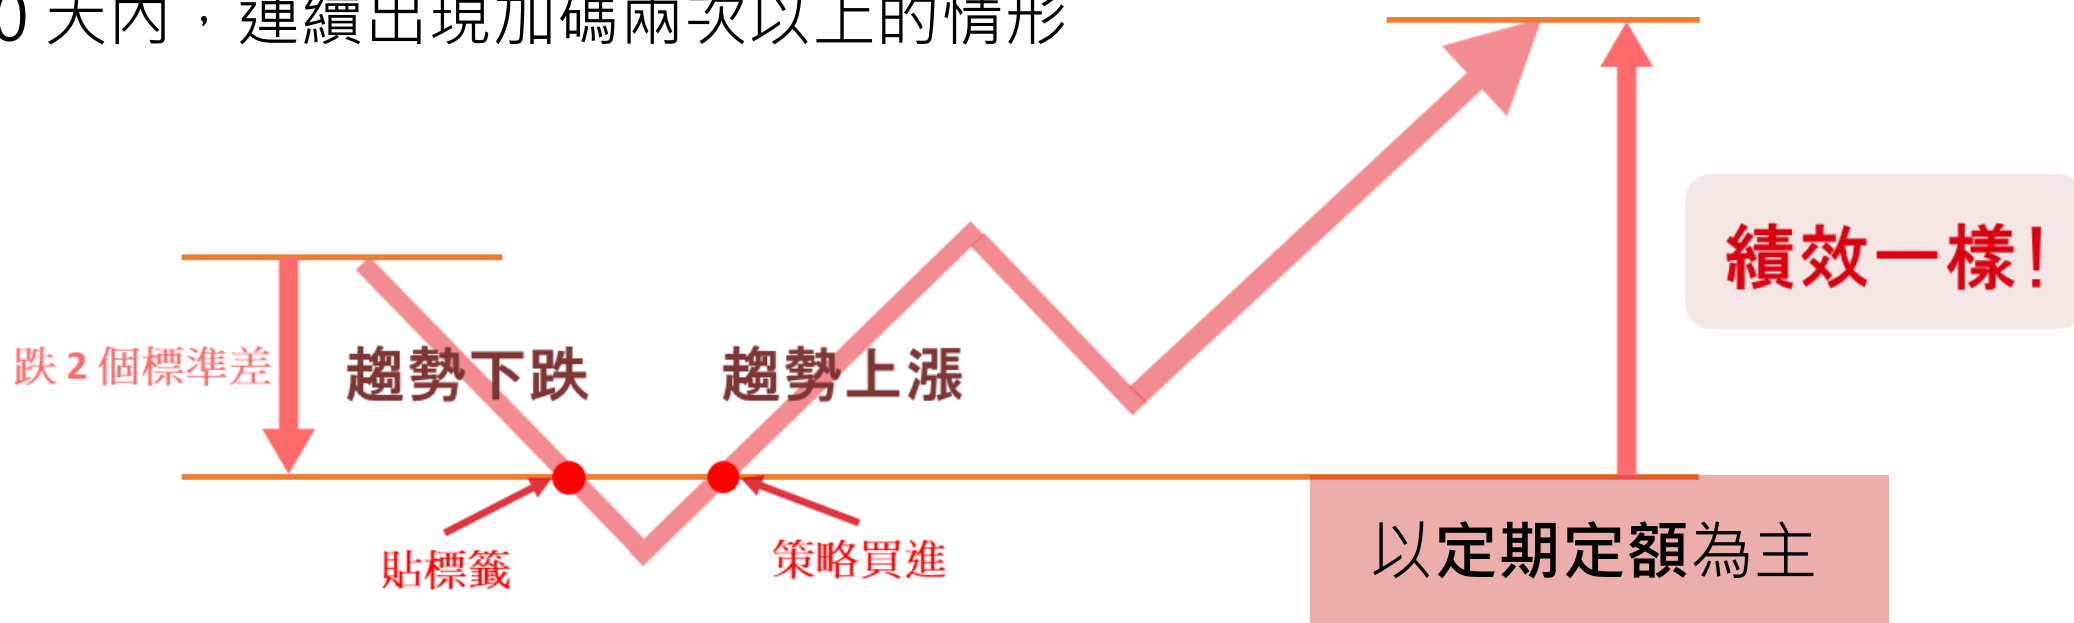 0 天內，連續出現加碼兩次以上的情形
績效一樣！
跌 2 個標準差
趨勢下跌
趨勢上漲
貼標籤
策略買進
以定期定額為主